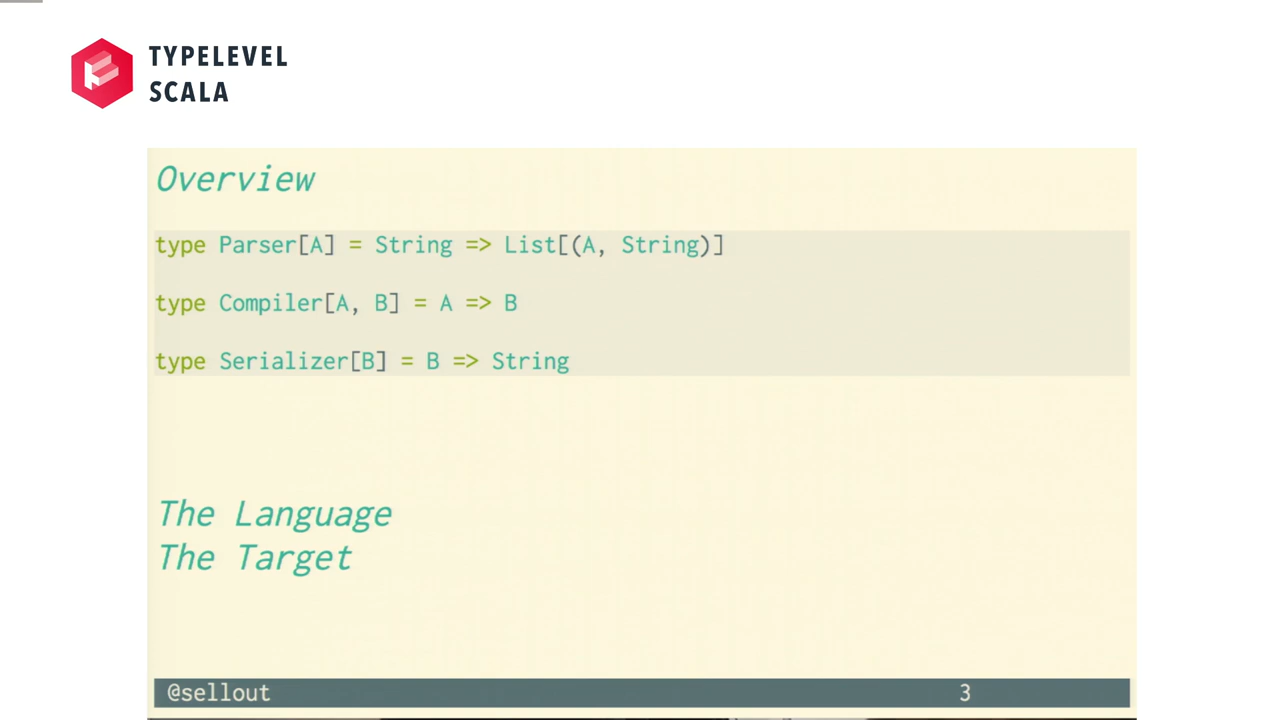 TYPELEVEL
SCALA
Overview
type Parser[A] = String => List[(A, String)]
type Compiler[A, B] = A => B
type Serializer[B] = B => String
The Language
The Target
@sellout 3